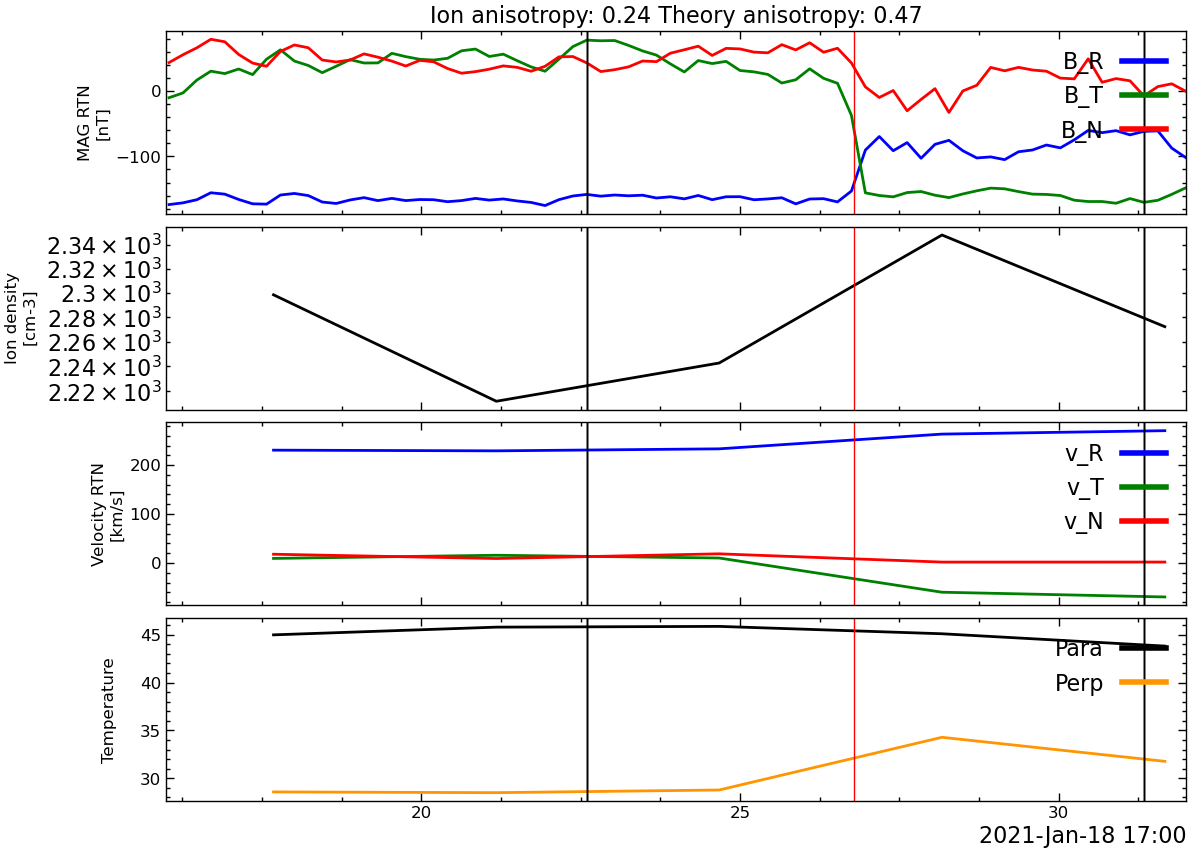 Ion anisotropy: 0.24 Theory anisotropy: 0.47
MAG RTN
[nT]
0
−100
B_R
B_T
B_N
Ion density
[cm-3]
2.34 × 10³
2.32 × 10³
2.3 × 10³
2.28 × 10³
2.26 × 10³
2.24 × 10³
2.22 × 10³
Velocity RTN
[km/s]
200
100
0
v_R
v_T
v_N
Temperature
45
40
35
30
Para
Perp
20
25
30
2021-Jan-18 17:00